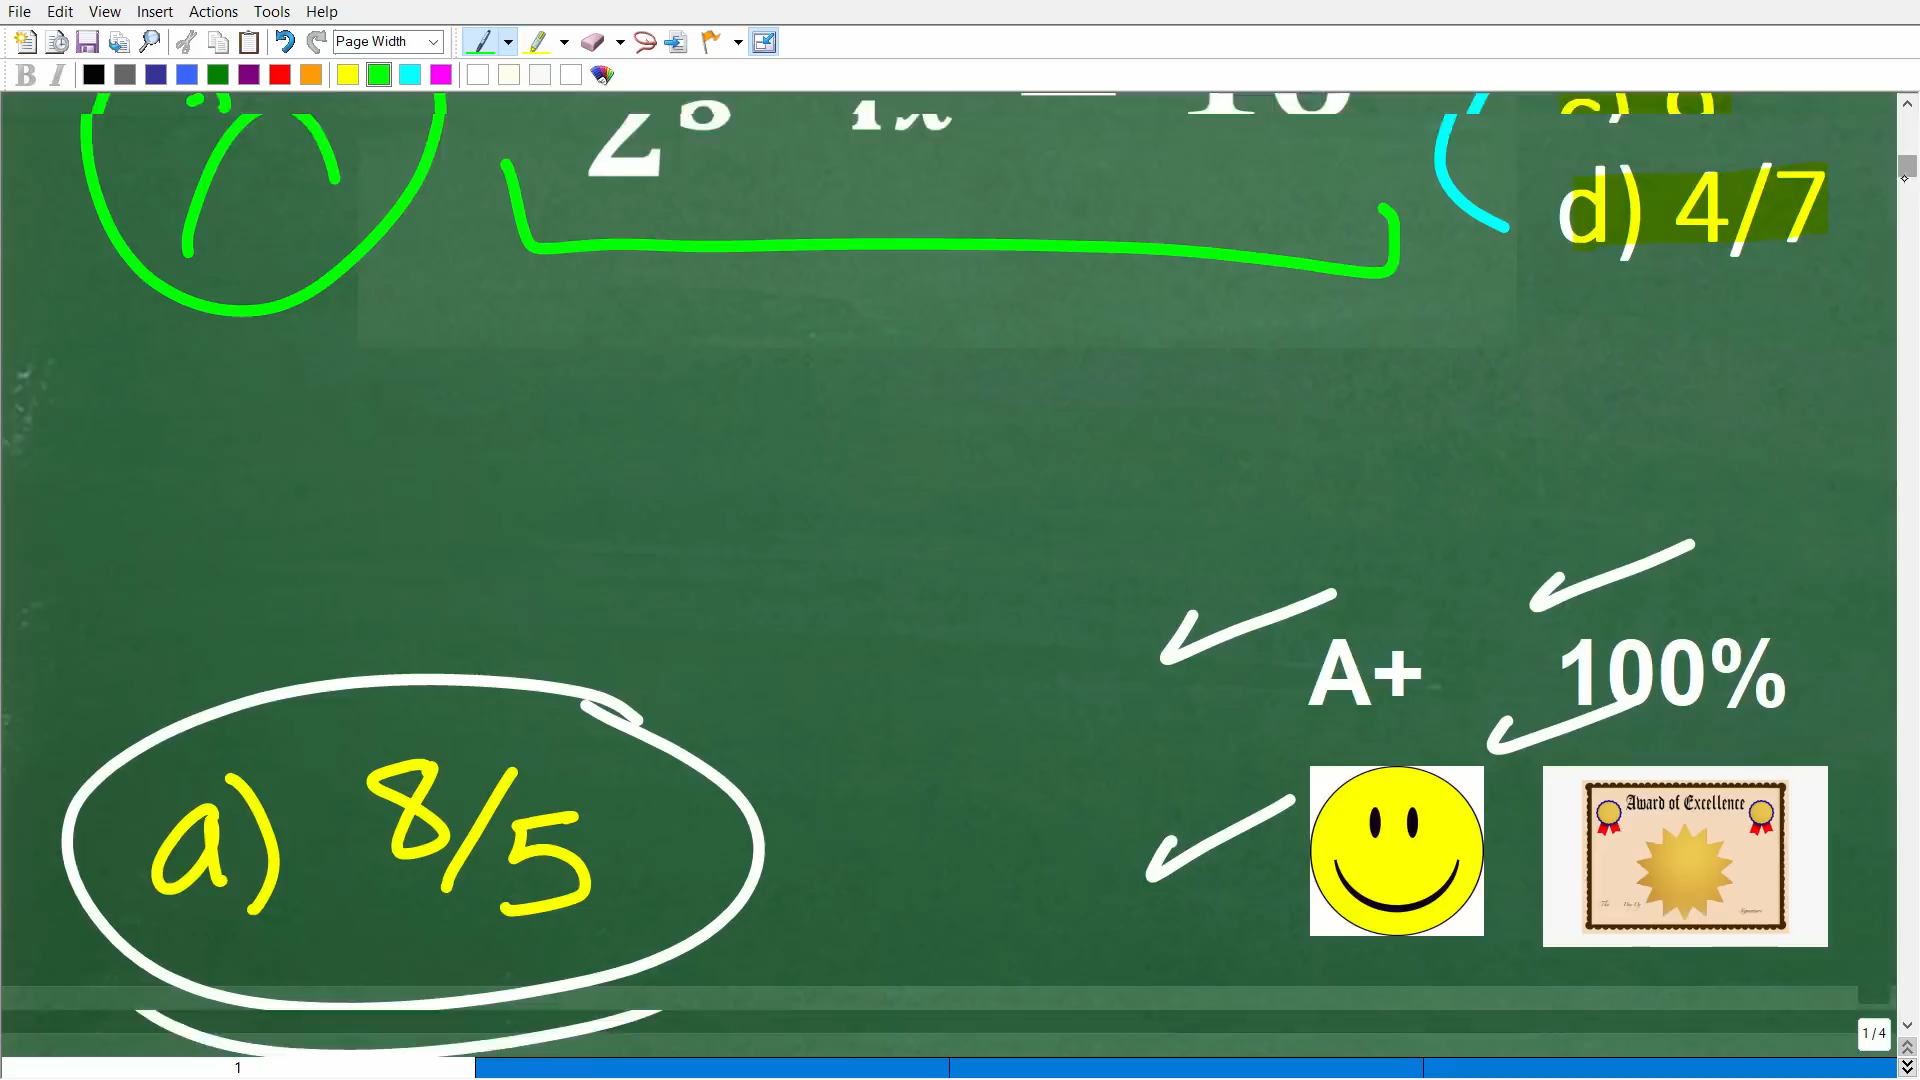 File Edit View Insert Actions Tools Help
Page Width
B I
d) 4/7
A+ 100%
a) 8/5
Award of Excellence
1 / 4
1